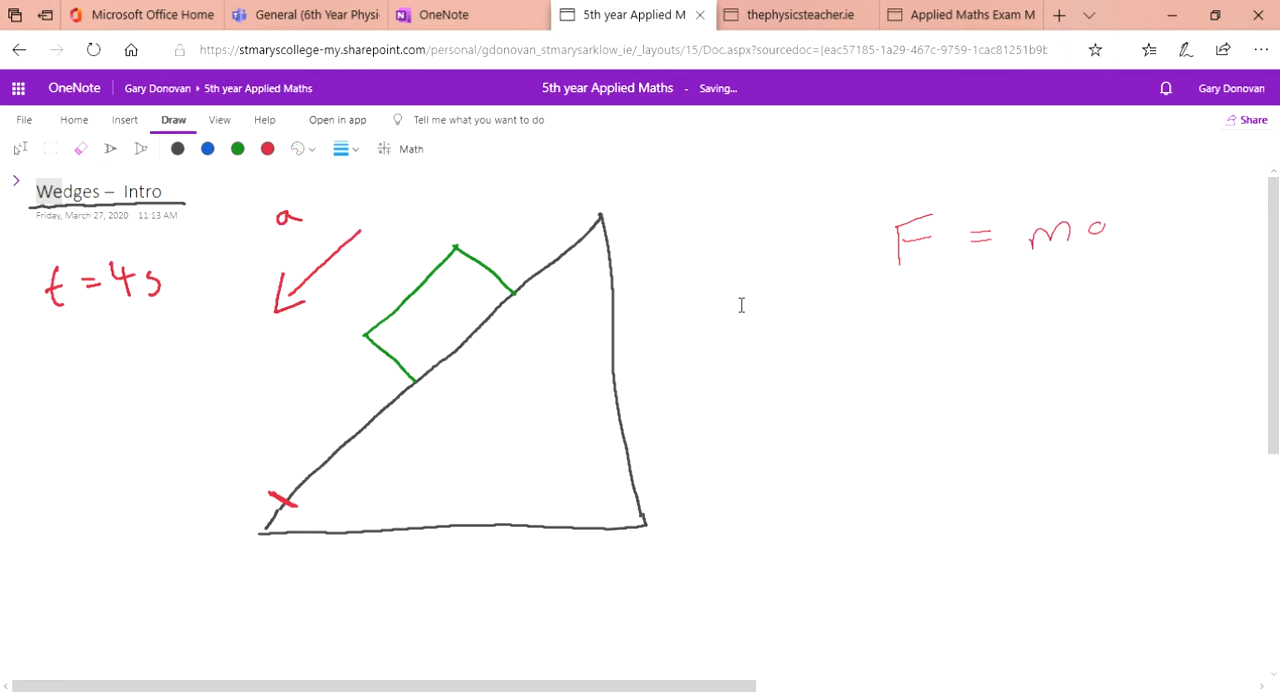 Microsoft Office Home
General (6th Year Physi
OneNote
5th year Applied M
thephysicsteacher.ie
Applied Maths Exam M
https://stmaryscollege-my.sharepoint.com/personal/gdonovan_stmarysarklow_ie/_layouts/15/Doc.aspx?sourcedoc={eac57185-1a29-467c-9759-1cac81251b9b
OneNote Gary Donovan > 5th year Applied Maths 5th year Applied Maths - Saving... Gary Donovan
File Home Insert Draw View Help Open in app Tell me what you want to do Share
Math
Wedges – Intro
Friday, March 27, 2020 11:13 AM
a
F = ma
t = 4s